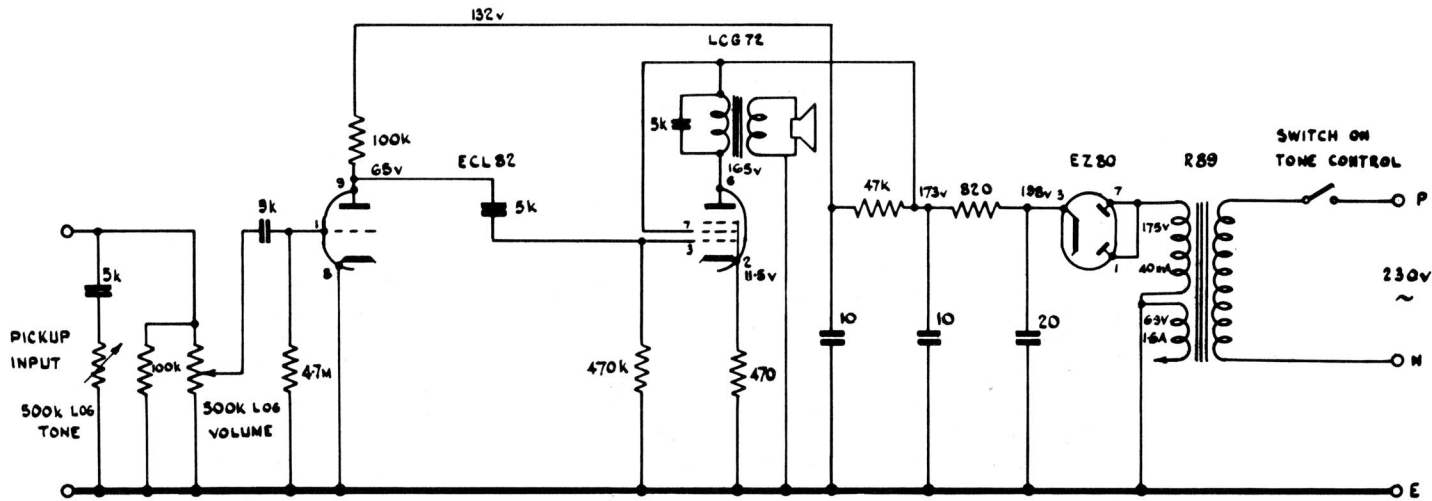 132v
LCG72
100k
65v
ECL82
9
5k
165v
6
EZ80
R89
SWITCH ON
TONE CONTROL
47k
173v
820
198v
3
7
P
9k
1
5k
7
3
175v
5k
8
2
11.5v
40mA
1
230v
~
PICKUP
INPUT
10
10
20
6.3V
1.6A
100k
4.7M
470k
470
N
500k LOG
TONE
500k LOG
VOLUME
E